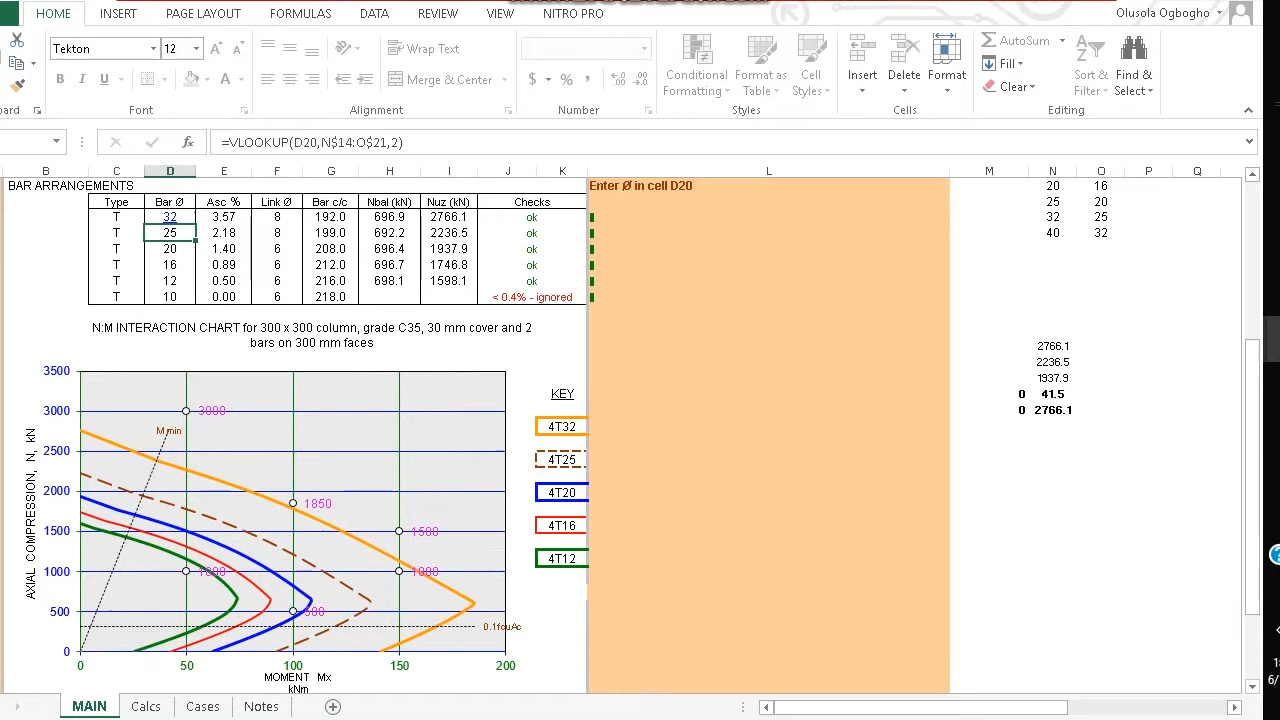 HOME INSERT PAGE LAYOUT FORMULAS DATA REVIEW VIEW NITRO PRO Olusola Ogbogho
Tekton 12 A A Wrap Text
B I U A Merge & Center $ % ,
AutoSum
Fill
Clear
Conditional Formatting
Format as Table
Cell Styles
Insert Delete Format
Sort & Filter
Find & Select
Font Alignment Number Styles Cells Editing
fx =VLOOKUP(D20,N$14:O$21,2)
B C D E F G H I J K L M N O P Q
BAR ARRANGEMENTS Enter Ø in cell D20 20 16
Type Bar Ø Asc % Link Ø Bar c/c Nbal (kN) Nuz (kN) Checks 25 20
T 32 3.57 8 192.0 696.9 2766.1 ok 32 25
T 25 2.18 8 199.0 692.2 2236.5 ok 40 32
T 20 1.40 6 208.0 696.4 1937.9 ok
T 16 0.89 6 212.0 696.7 1746.8 ok
T 12 0.50 6 216.0 698.1 1598.1 ok
T 10 0.00 6 218.0 < 0.4% - ignored
N:M INTERACTION CHART for 300 x 300 column, grade C35, 30 mm cover and 2
bars on 300 mm faces
2766.1
2236.5
1937.9
0 41.5
0 2766.1
AXIAL COMPRESSION, N, kN
3500
3000
2500
2000
1500
1000
500
0
3000
M min
1850
1500
1000
1000
500
0.1fcuAc
0 50 100 150 200
MOMENT Mx
kNm
KEY
4T32
4T25
4T20
4T16
4T12
MAIN Calcs Cases Notes